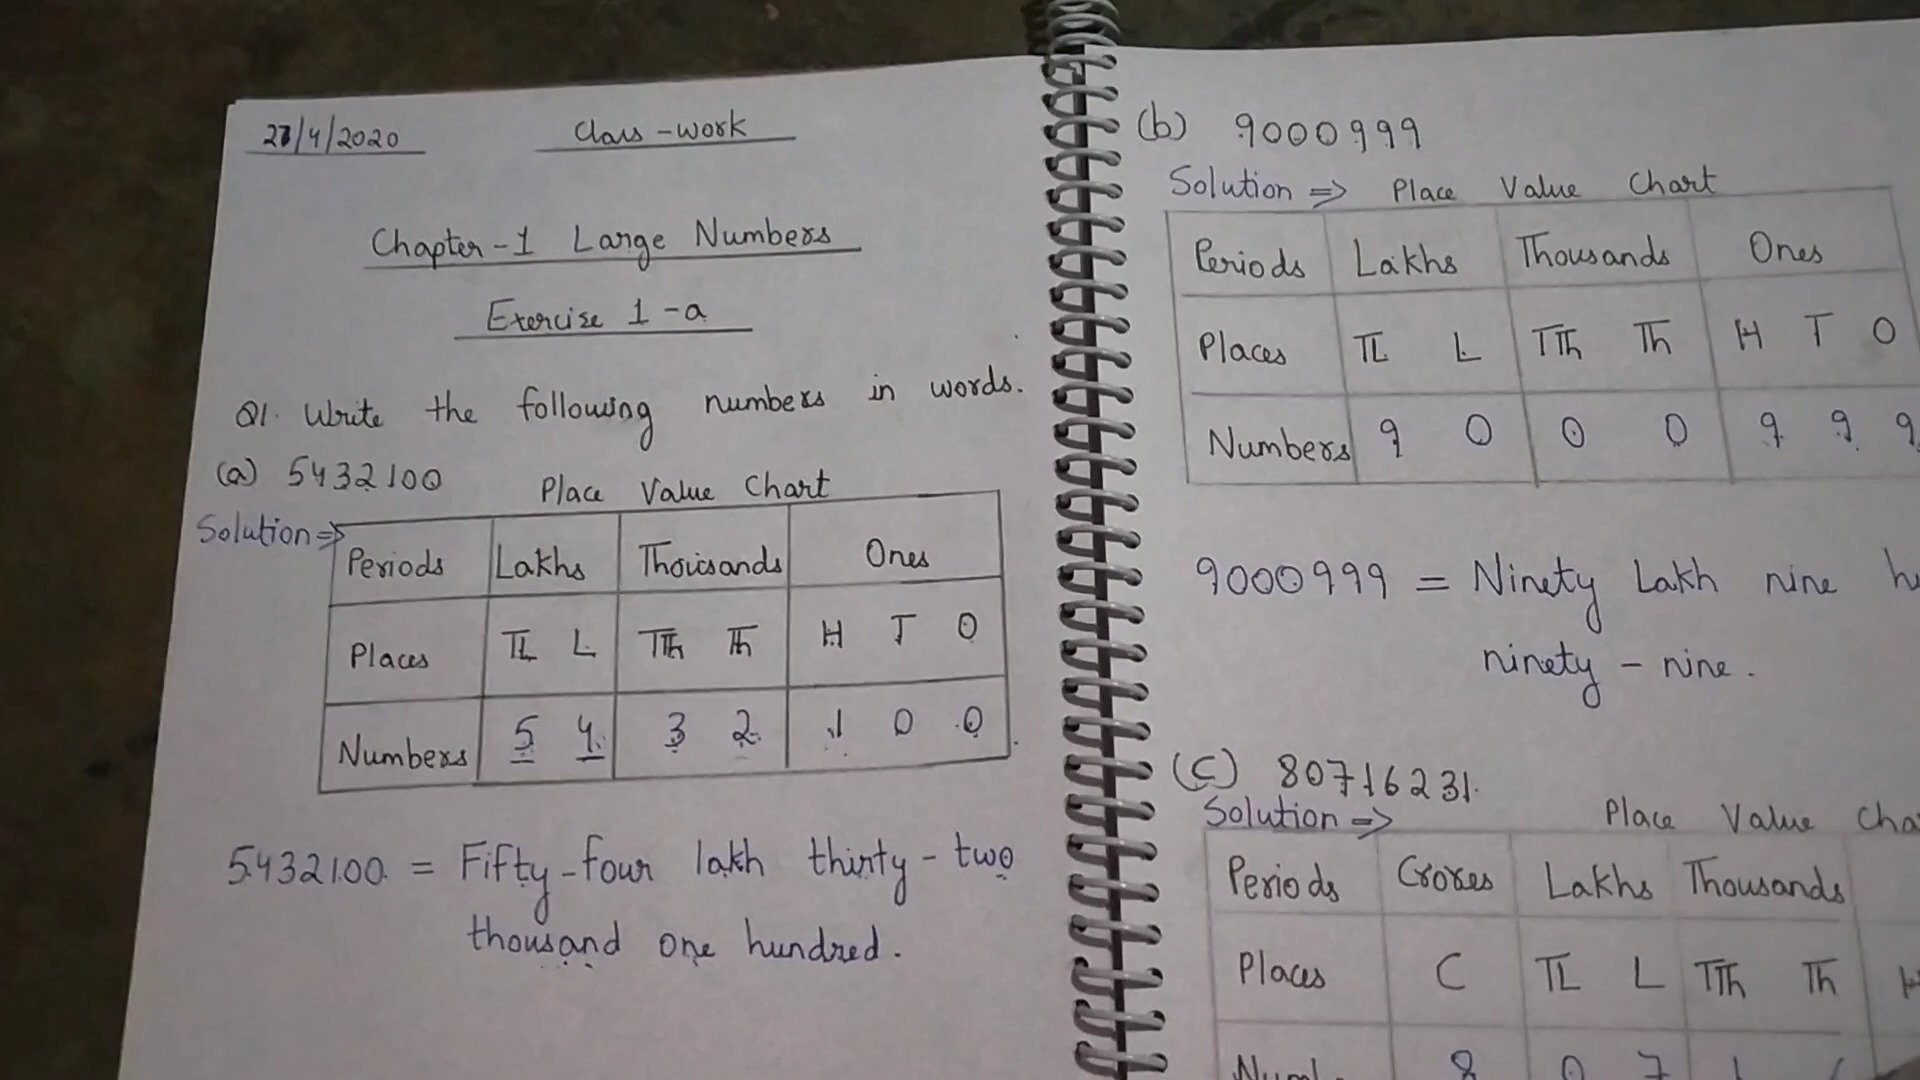 27/4/2020 Class-work
Chapter-1 Large Numbers
Exercise 1-a
Q1. Write the following numbers in words.
(a) 5432100 Place Value Chart
Solution ⇒
Periods Lakhs Thousands Ones
Places TL L TTh Th H T O
Numbers 5 4 3 2 1 0 0
5432100 = Fifty-four lakh thirty-two
thousand one hundred.
(b) 9000999
Solution ⇒ Place Value Chart
Periods Lakhs Thousands Ones
Places TL L TTh Th H T O
Numbers 9 0 0 0 9 9 9
9000999 = Ninety Lakh nine
ninety-nine.
(c) 80716231.
Solution ⇒ Place Value
Periods Crores Lakhs Thousands
Places C TL L TTh Th H
8 0 7 1